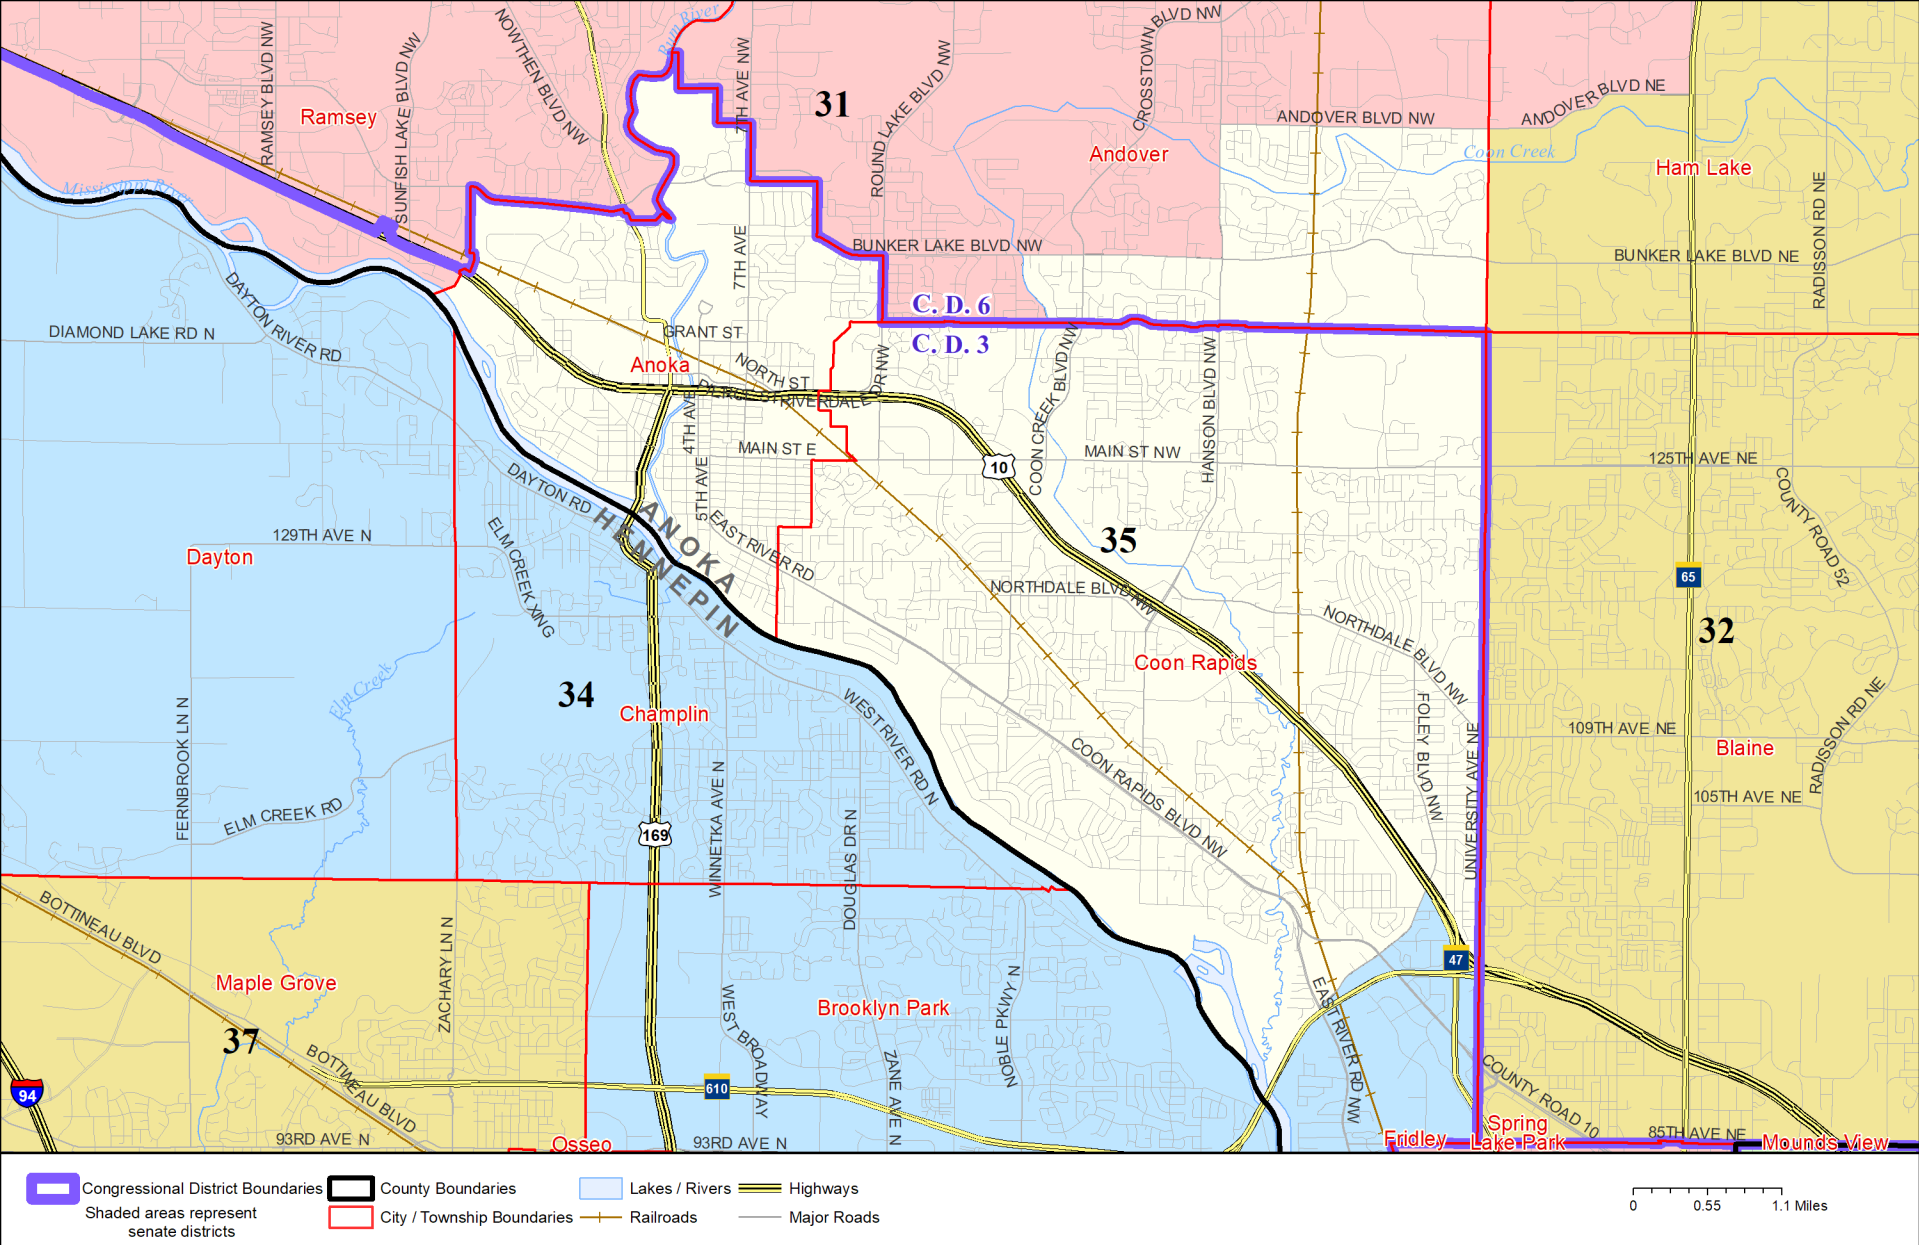 Rum River
NOWTHEN BLVD NW
RAMSEY BLVD NW
SUNFISH LAKE BLVD NW
7TH AVE NW
ROUND LAKE BLVD NW
CROSSTOWN BLVD NW
31
Ramsey
Andover
ANDOVER BLVD NW
ANDOVER BLVD NE
Coon Creek
Ham Lake
Mississippi River
RADISSON RD NE
7TH AVE
BUNKER LAKE BLVD NW
BUNKER LAKE BLVD NE
DAYTON RIVER RD
C. D. 6
C. D. 3
DIAMOND LAKE RD N
GRANT ST
Anoka
NORTH ST
RIVERDALE DR NW
COON CREEK BLVD NW
HANSON BLVD NW
4TH AVE
MAIN ST E
MAIN ST NW
125TH AVE NE
10
5TH AVE
DAYTON RD
COUNTY ROAD 52
ANOKA
HENNEPIN
EAST RIVER RD
129TH AVE N
ELM CREEK XING
Dayton
35
65
NORTHDALE BLVD NW
NORTHDALE BLVD NW
32
Elm Creek
34
Champlin
Coon Rapids
WEST RIVER RD N
FOLEY BLVD NW
UNIVERSITY AVE NE
109TH AVE NE
Blaine
RADISSON RD NE
FERNBROOK LN N
COON RAPIDS BLVD NW
105TH AVE NE
ELM CREEK RD
169
WINNETKA AVE N
DOUGLAS DR N
BOTTINEAU BLVD
ZACHARY LN N
47
Maple Grove
Brooklyn Park
WEST BROADWAY
NOBLE PKWY N
EAST RIVER RD NW
37
BOTTINEAU BLVD
ZANE AVE N
94
610
COUNTY ROAD 10
93RD AVE N
Osseo
93RD AVE N
Fridley
Spring
Lake Park
85TH AVE NE
Mounds View
Congressional District Boundaries
County Boundaries
Lakes / Rivers
Highways
Shaded areas represent
senate districts
City / Township Boundaries
Railroads
Major Roads
0 0.55 1.1 Miles